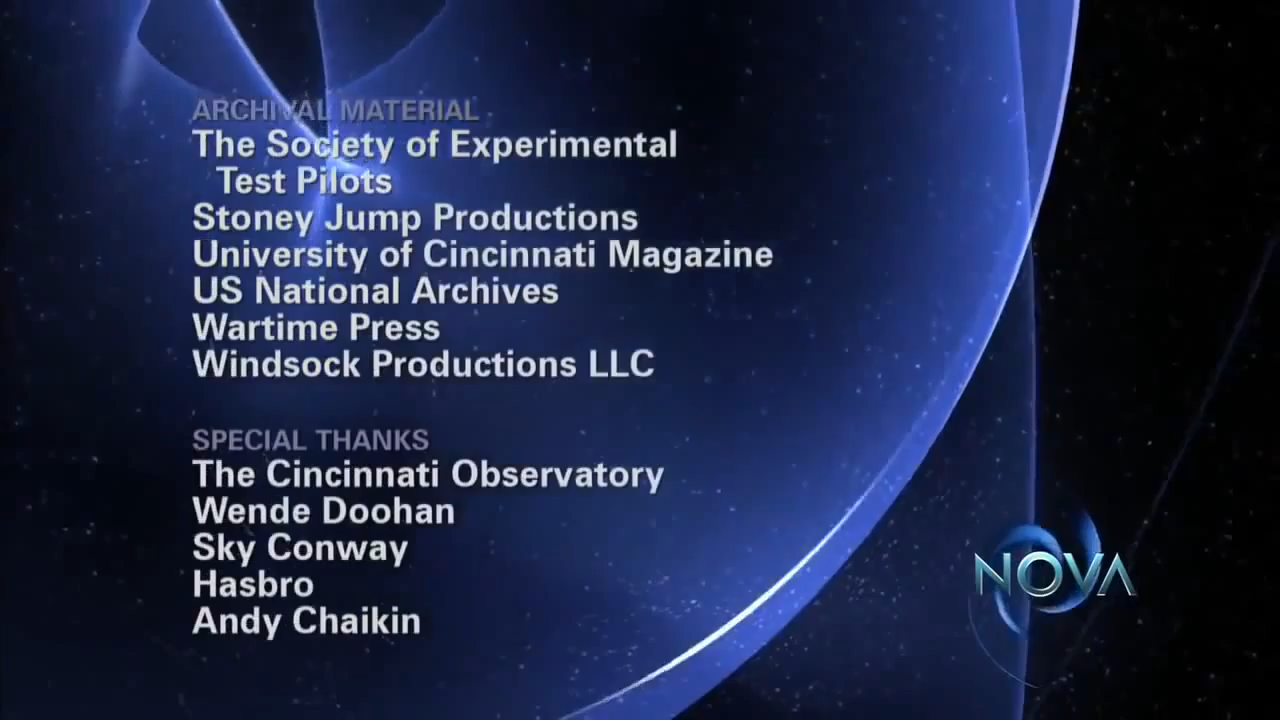 ARCHIVAL MATERIAL
The Society of Experimental
Test Pilots
Stoney Jump Productions
University of Cincinnati Magazine
US National Archives
Wartime Press
Windsock Productions LLC
SPECIAL THANKS
The Cincinnati Observatory
Wende Doohan
Sky Conway
Hasbro
Andy Chaikin
NOVA